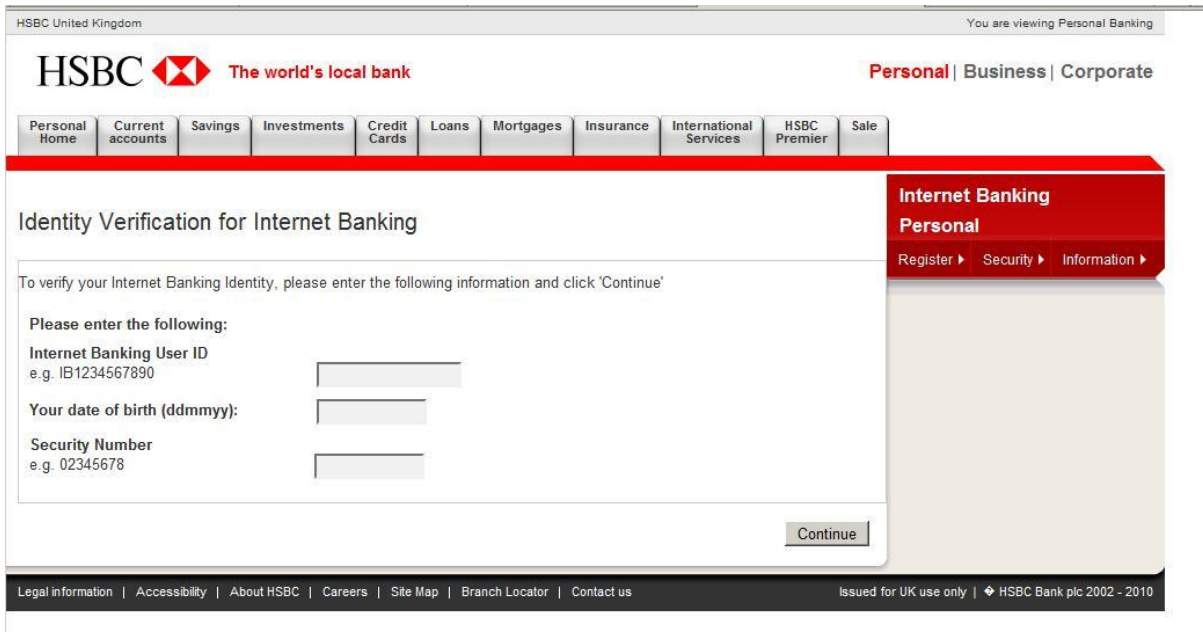 HSBC United Kingdom
You are viewing Personal Banking
HSBC The world's local bank
Personal | Business | Corporate
Personal Home
Current accounts
Savings
Investments
Credit Cards
Loans
Mortgages
Insurance
International Services
HSBC Premier
Sale
Internet Banking
Personal
Register
Security
Information
Identity Verification for Internet Banking
To verify your Internet Banking Identity, please enter the following information and click 'Continue'
Please enter the following:
Internet Banking User ID
e.g. IB1234567890
Your date of birth (ddmmyy):
Security Number
e.g. 02345678
Continue
Legal information | Accessibility | About HSBC | Careers | Site Map | Branch Locator | Contact us
Issued for UK use only | � HSBC Bank plc 2002 - 2010